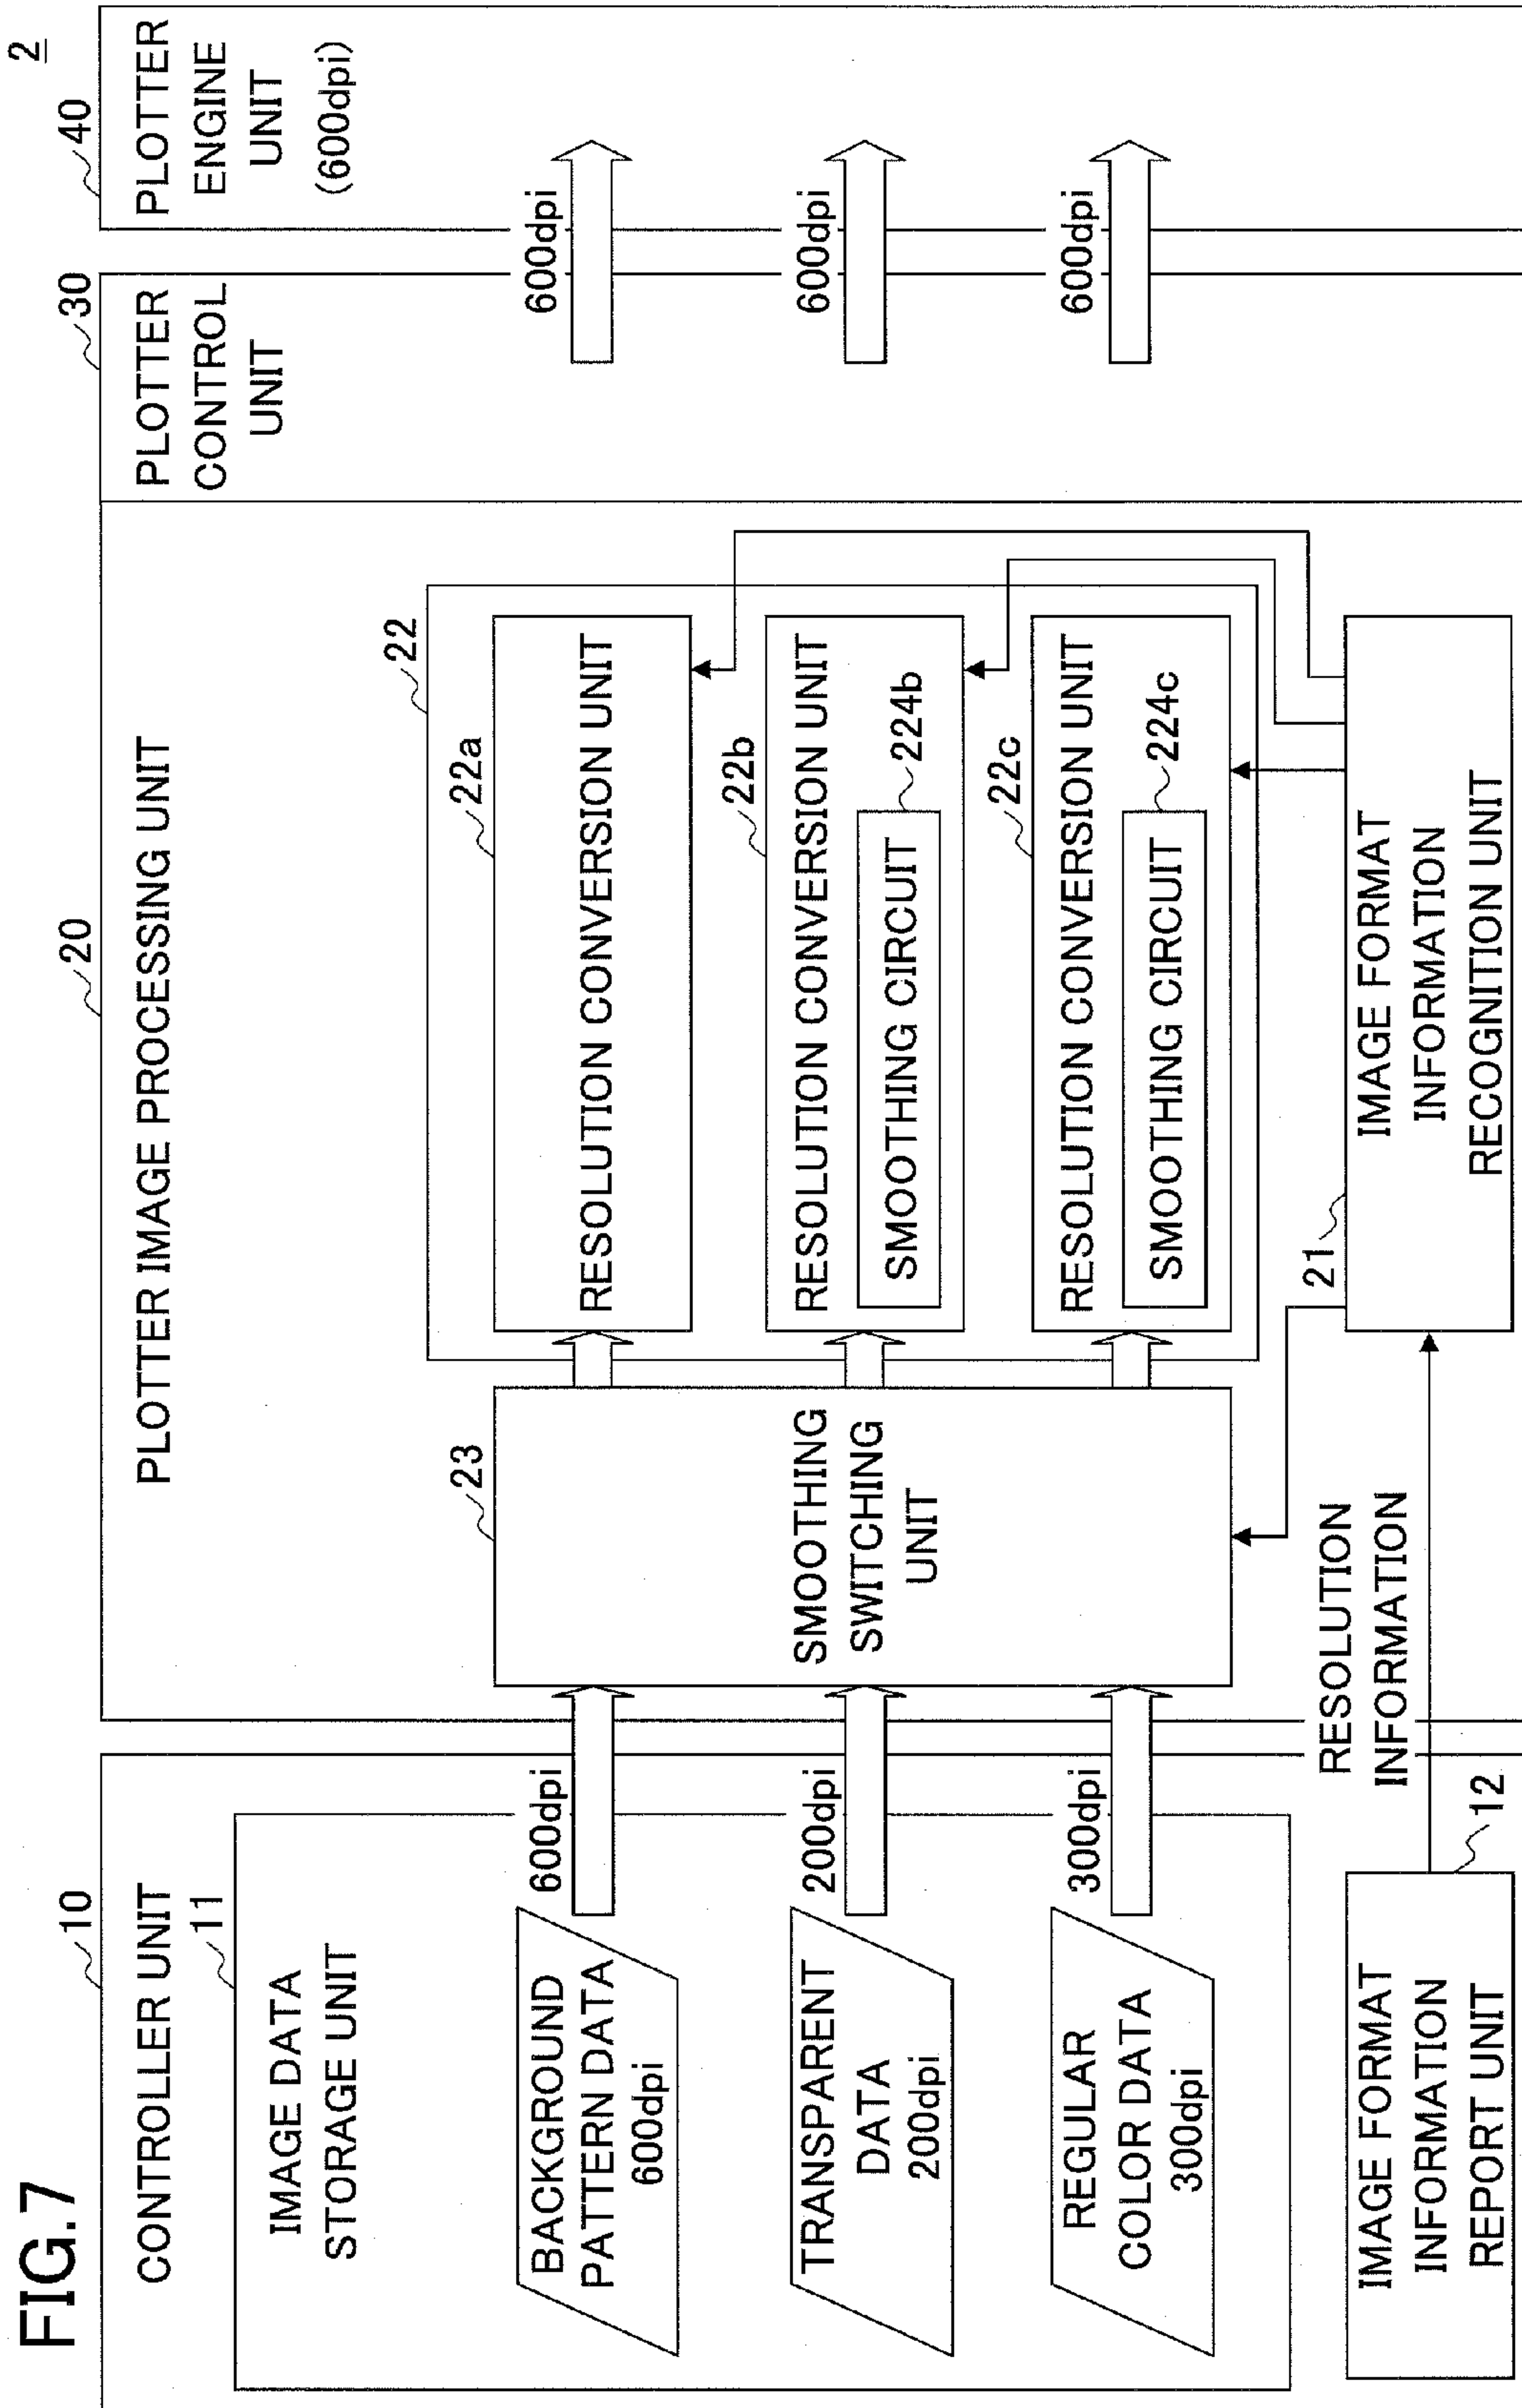 FIG.7
2
10
CONTROLLER UNIT
11
IMAGE DATA
STORAGE UNIT
BACKGROUND
PATTERN DATA
600dpi
600dpi
TRANSPARENT
DATA
200dpi
200dpi
REGULAR
COLOR DATA
300dpi
300dpi
IMAGE FORMAT
INFORMATION
REPORT UNIT
12
RESOLUTION
INFORMATION
20
PLOTTER IMAGE PROCESSING UNIT
23
SMOOTHING
SWITCHING
UNIT
22
22a
RESOLUTION CONVERSION UNIT
22b
RESOLUTION CONVERSION UNIT
SMOOTHING CIRCUIT
224b
22c
RESOLUTION CONVERSION UNIT
SMOOTHING CIRCUIT
224c
21
IMAGE FORMAT
INFORMATION
RECOGNITION UNIT
30
PLOTTER
CONTROL
UNIT
600dpi
600dpi
600dpi
40
PLOTTER
ENGINE
UNIT
(600dpi)